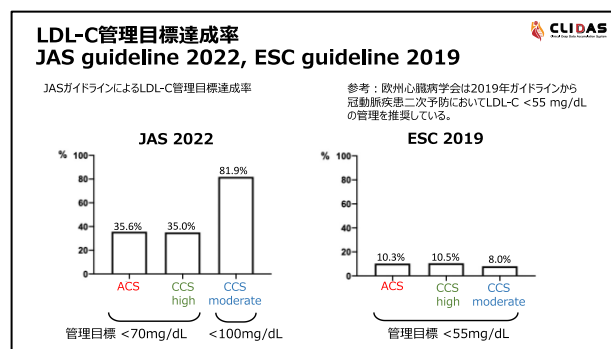 LDL-C管理目標達成率
JAS guideline 2022, ESC guideline 2019
CLIDAS
JASガイドラインによるLDL-C管理目標達成率
参考：欧州心臓病学会は2019年ガイドラインから
冠動脈疾患二次予防においてLDL-C <55 mg/dL
の管理を推奨している。
JAS 2022
%
100
80
60
40
20
0
35.6%
35.0%
81.9%
ACS
CCS
high
CCS
moderate
管理目標 <70mg/dL
<100mg/dL
ESC 2019
%
100
80
60
40
20
0
10.3%
10.5%
8.0%
ACS
CCS
high
CCS
moderate
管理目標 <55mg/dL